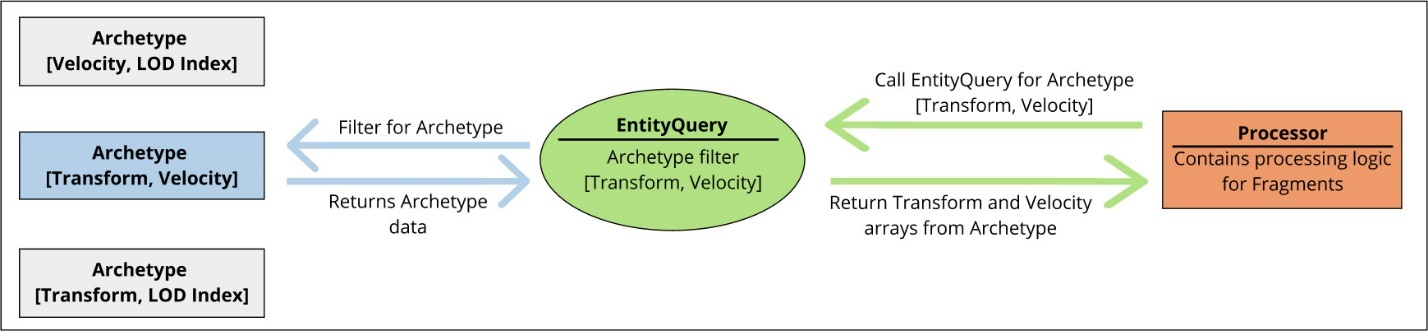 Archetype
[Velocity, LOD Index]
Archetype
[Transform, Velocity]
Archetype
[Transform, LOD Index]
Filter for Archetype
Returns Archetype
data
EntityQuery
Archetype filter
[Transform, Velocity]
Call EntityQuery for Archetype
[Transform, Velocity]
Return Transform and Velocity
arrays from Archetype
Processor
Contains processing logic
for Fragments